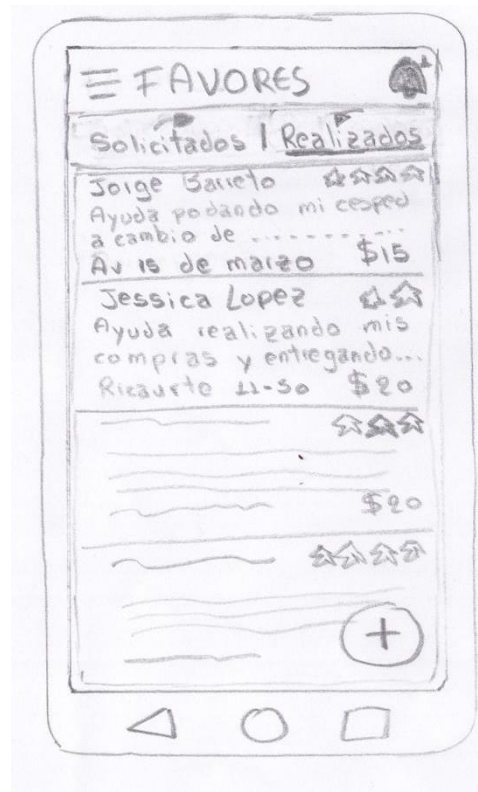 FAVORES
Solicitados | Realizados
Jorge Barreto
Ayuda podando mi cesped
a cambio de ............
Av 15 de marzo $15
Jessica Lopez
Ayuda realizando mis
compras y entregando...
Ricaurte 11-50 $20
$20
+